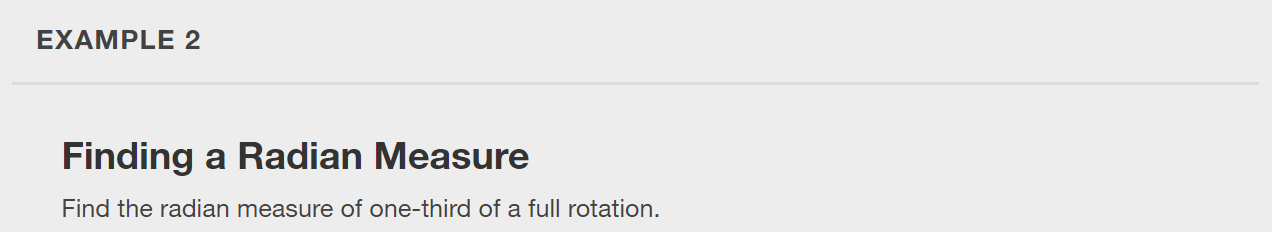 EXAMPLE 2
Finding a Radian Measure
Find the radian measure of one-third of a full rotation.